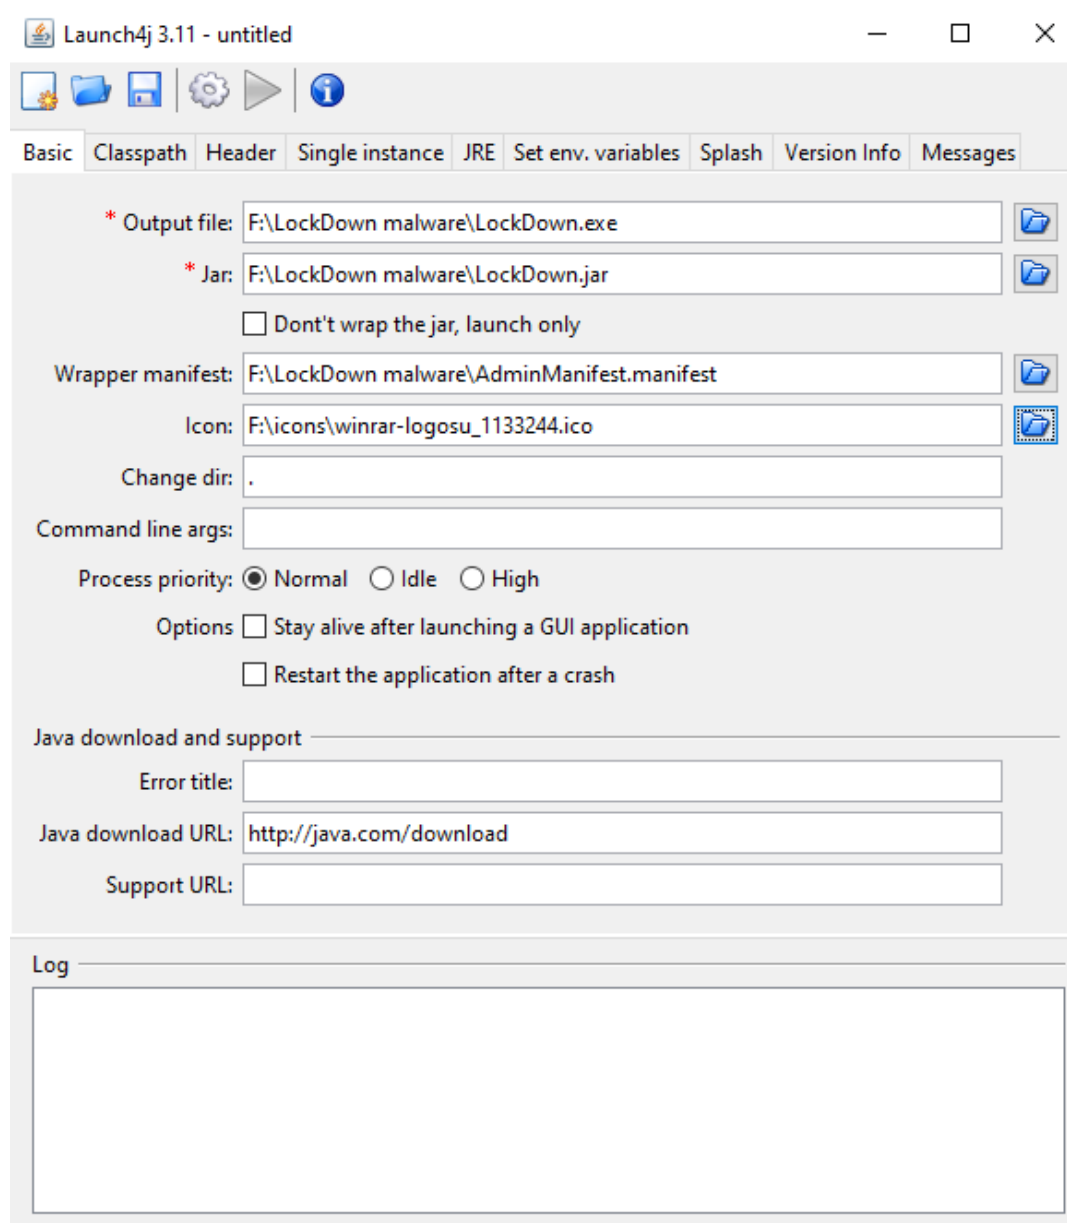 Launch4j 3.11 - untitled
Basic Classpath Header Single instance JRE Set env. variables Splash Version Info Messages
* Output file: F:\LockDown malware\LockDown.exe
* Jar: F:\LockDown malware\LockDown.jar
Dont't wrap the jar, launch only
Wrapper manifest: F:\LockDown malware\AdminManifest.manifest
Icon: F:\icons\winrar-logosu_1133244.ico
Change dir: .
Command line args:
Process priority: Normal Idle High
Options Stay alive after launching a GUI application
Restart the application after a crash
Java download and support
Error title:
Java download URL: http://java.com/download
Support URL:
Log